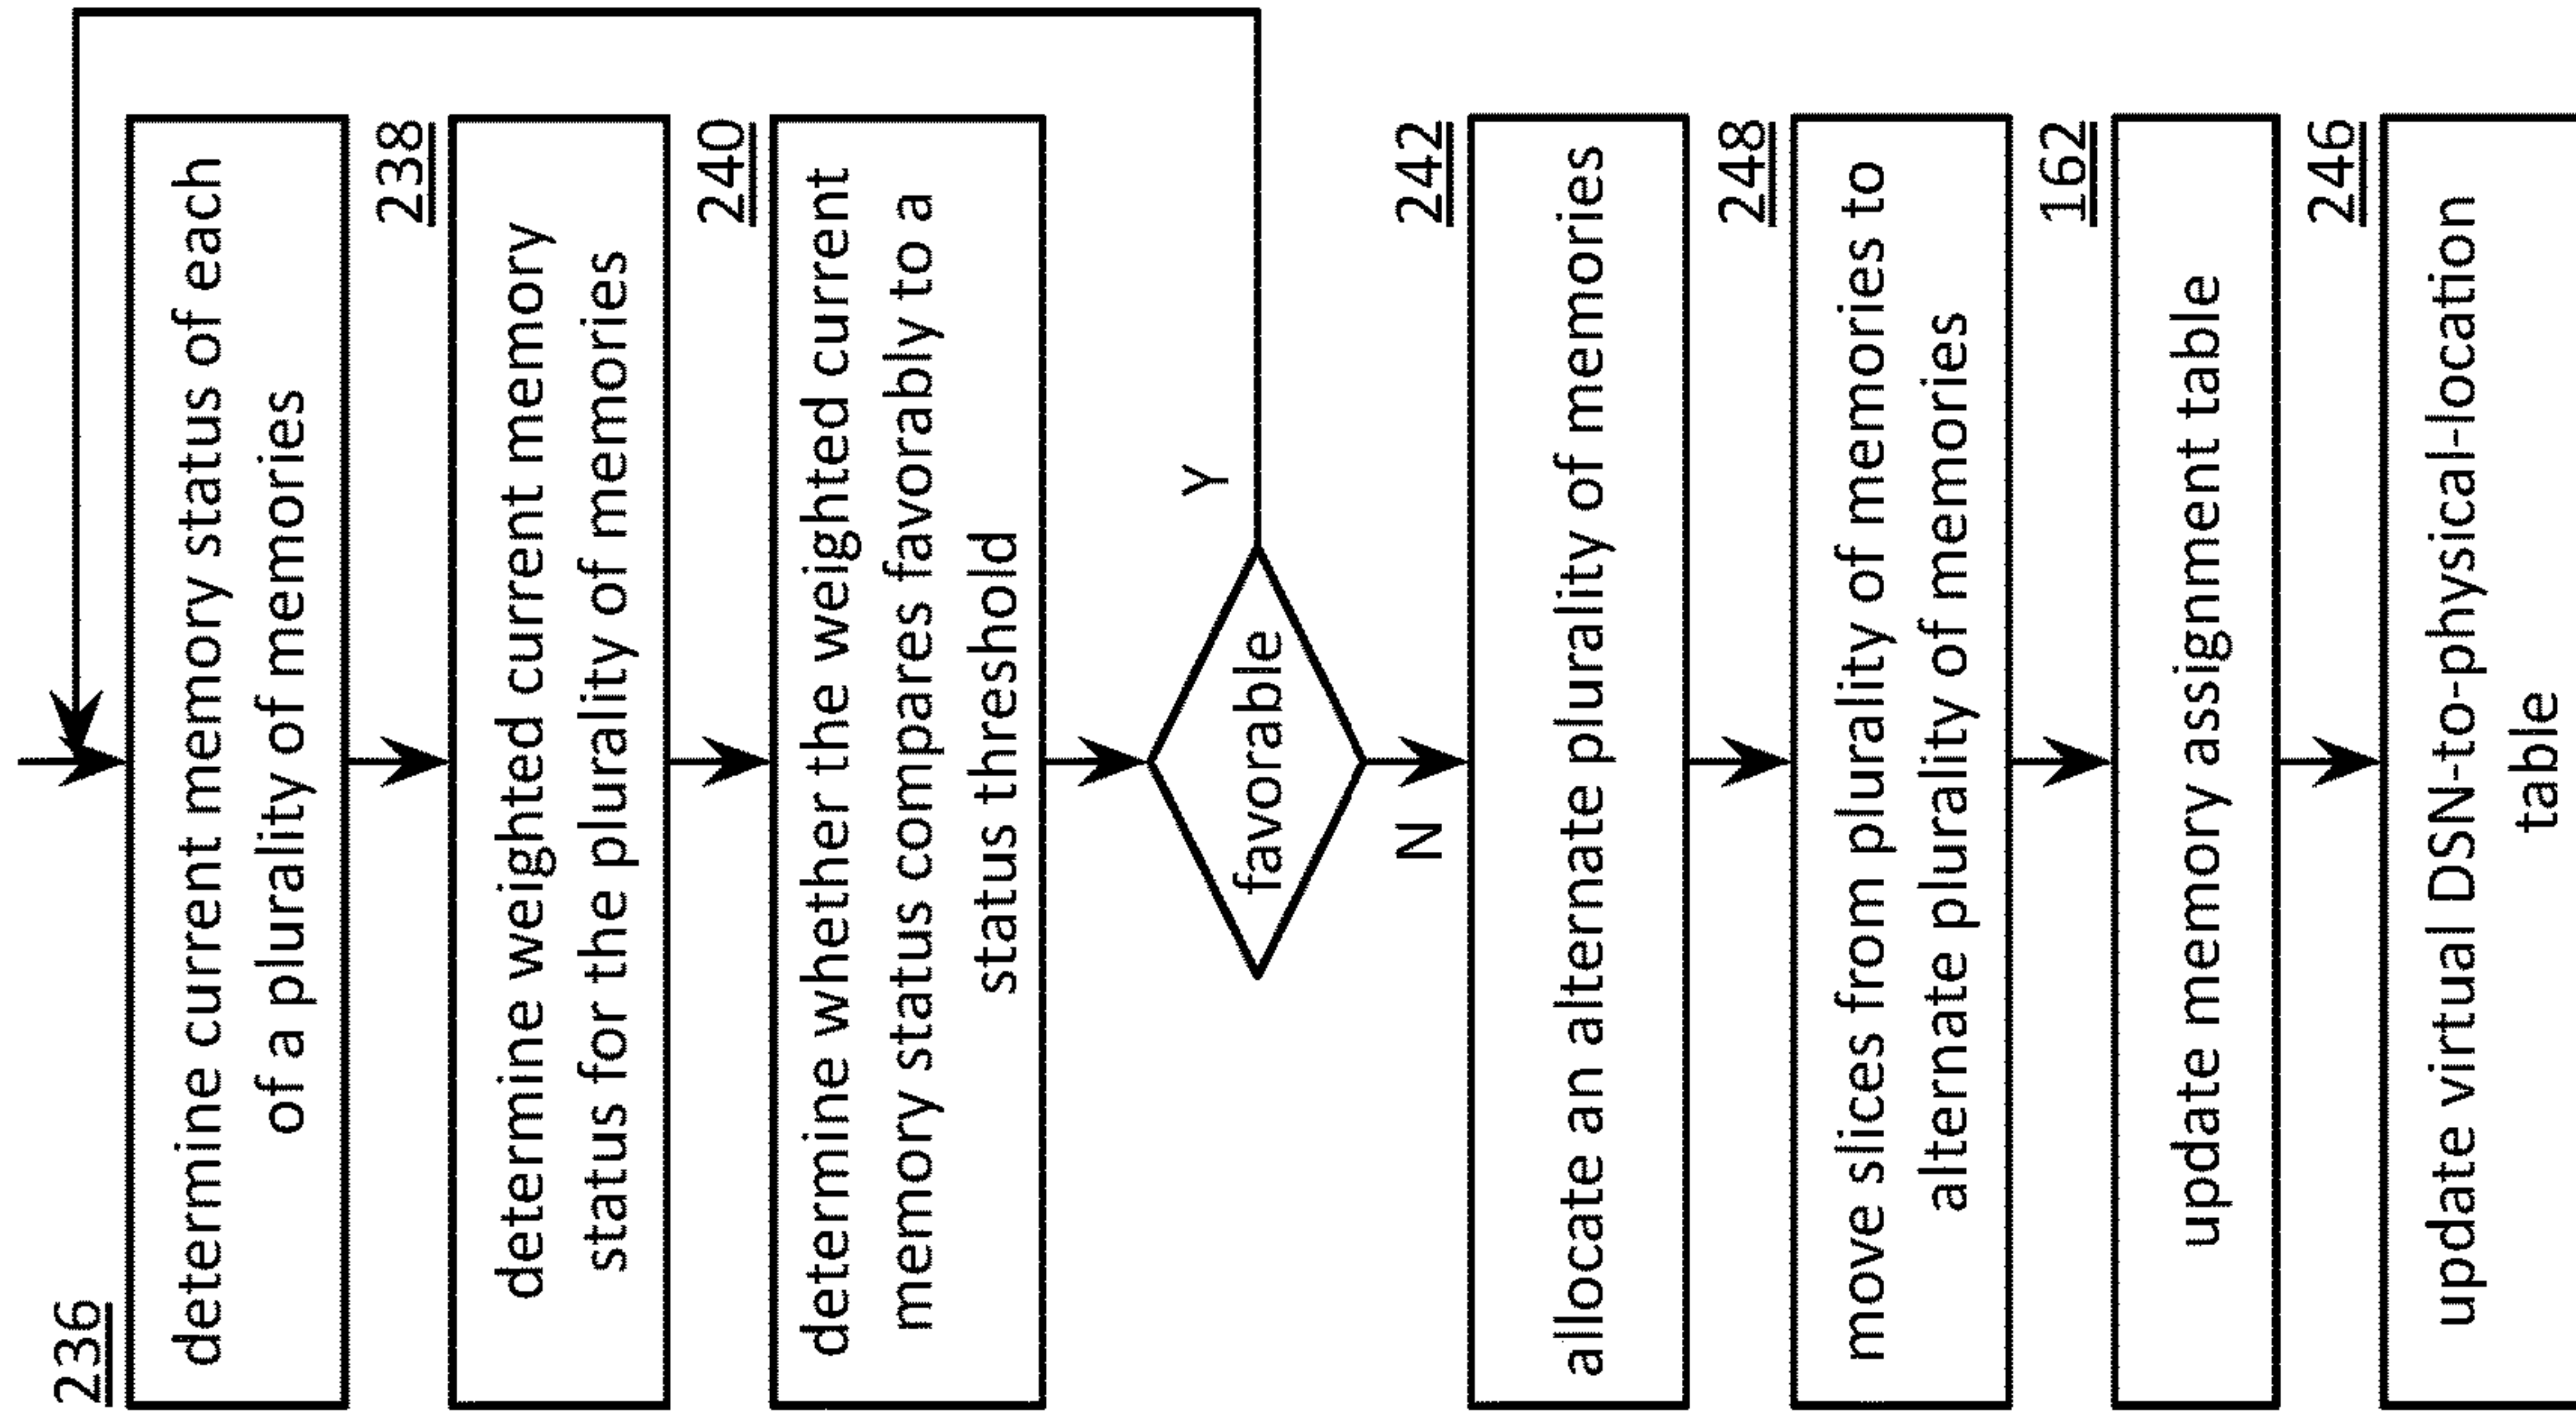 236
determine current memory status of each
of a plurality of memories
238
determine weighted current memory
status for the plurality of memories
240
determine whether the weighted current
memory status compares favorably to a
status threshold
favorable
Y
N
242
allocate an alternate plurality of memories
248
move slices from plurality of memories to
alternate plurality of memories
162
update memory assignment table
246
update virtual DSN-to-physical-location
table